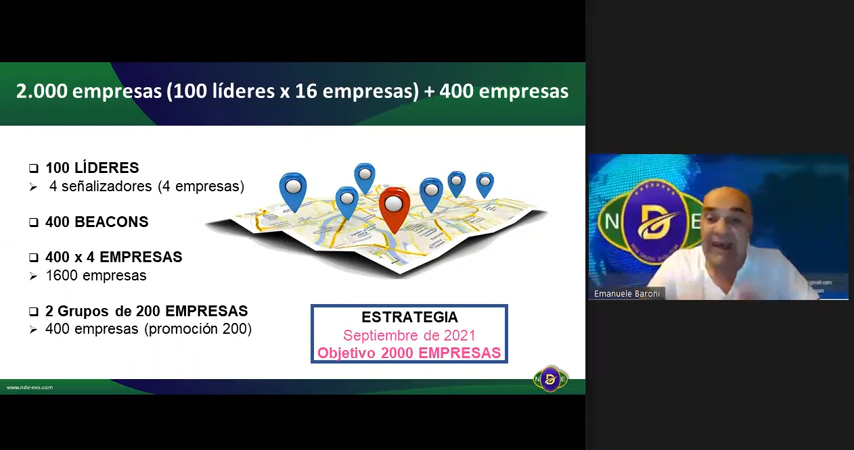 2.000 empresas (100 líderes x 16 empresas) + 400 empresas
100 LÍDERES
4 señalizadores (4 empresas)
400 BEACONS
400 x 4 EMPRESAS
1600 empresas
2 Grupos de 200 EMPRESAS
400 empresas (promoción 200)
ESTRATEGIA
Septiembre de 2021
Objetivo 2000 EMPRESAS
www.nde-exo.com
N D E
N D E
Emanuele Baroni